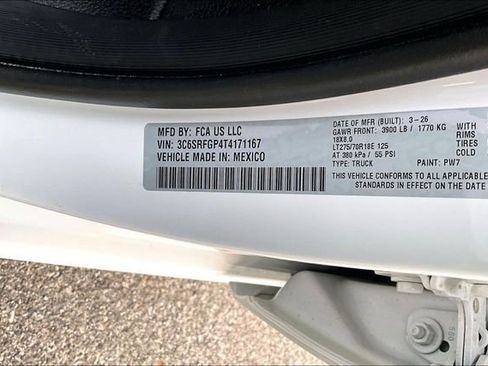 MFD BY: FCA US LLC
VIN: 3C6SRFGP4T4171167
VEHICLE MADE IN: MEXICO
DATE OF MFR (BUILT): 3-26
GAWR FRONT: 3900 LB / 1770 KG WITH
18X8.0 RIMS
LT275/70R18E 125 TIRES
AT 380 kPa / 55 PSI COLD
TYPE: TRUCK PAINT: PW7
THIS VEHICLE CONFORMS TO ALL APPLICABLE
STANDARDS IN EFFECT ON THE DATE